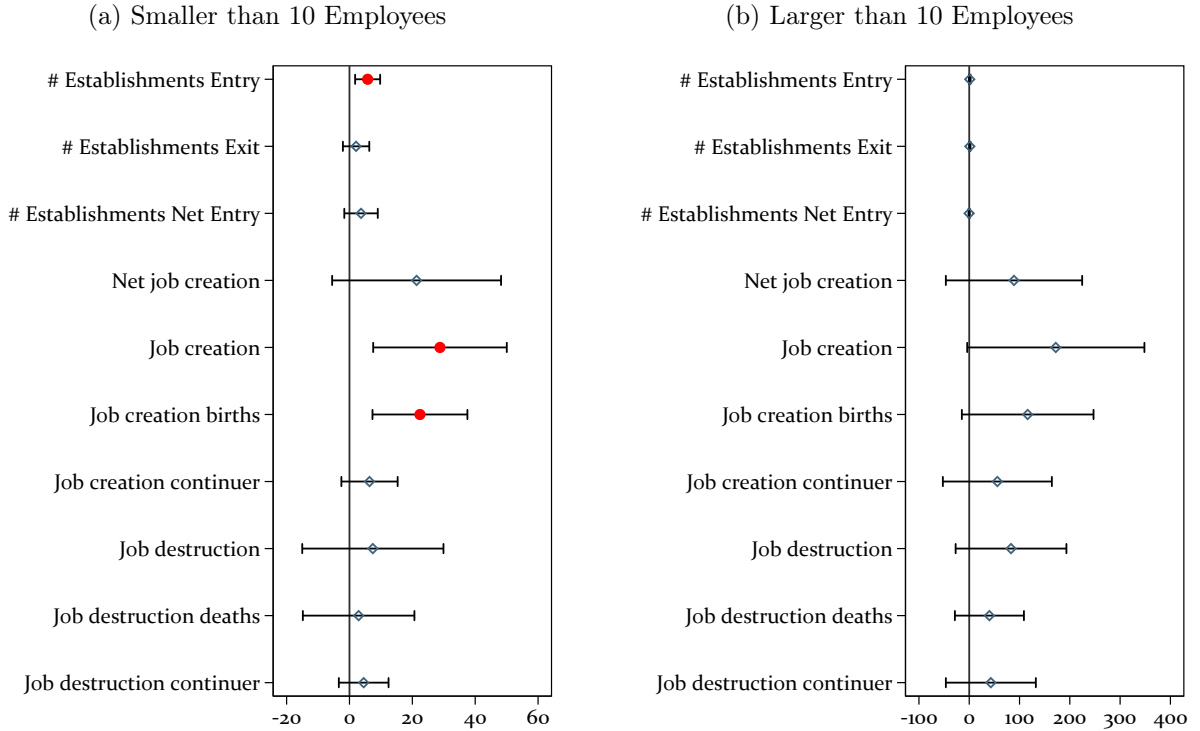 (a) Smaller than 10 Employees
# Establishments Entry
# Establishments Exit
# Establishments Net Entry
Net job creation
Job creation
Job creation births
Job creation continuer
Job destruction
Job destruction deaths
Job destruction continuer
-20 0 20 40 60
(b) Larger than 10 Employees
# Establishments Entry
# Establishments Exit
# Establishments Net Entry
Net job creation
Job creation
Job creation births
Job creation continuer
Job destruction
Job destruction deaths
Job destruction continuer
-100 0 100 200 300 400